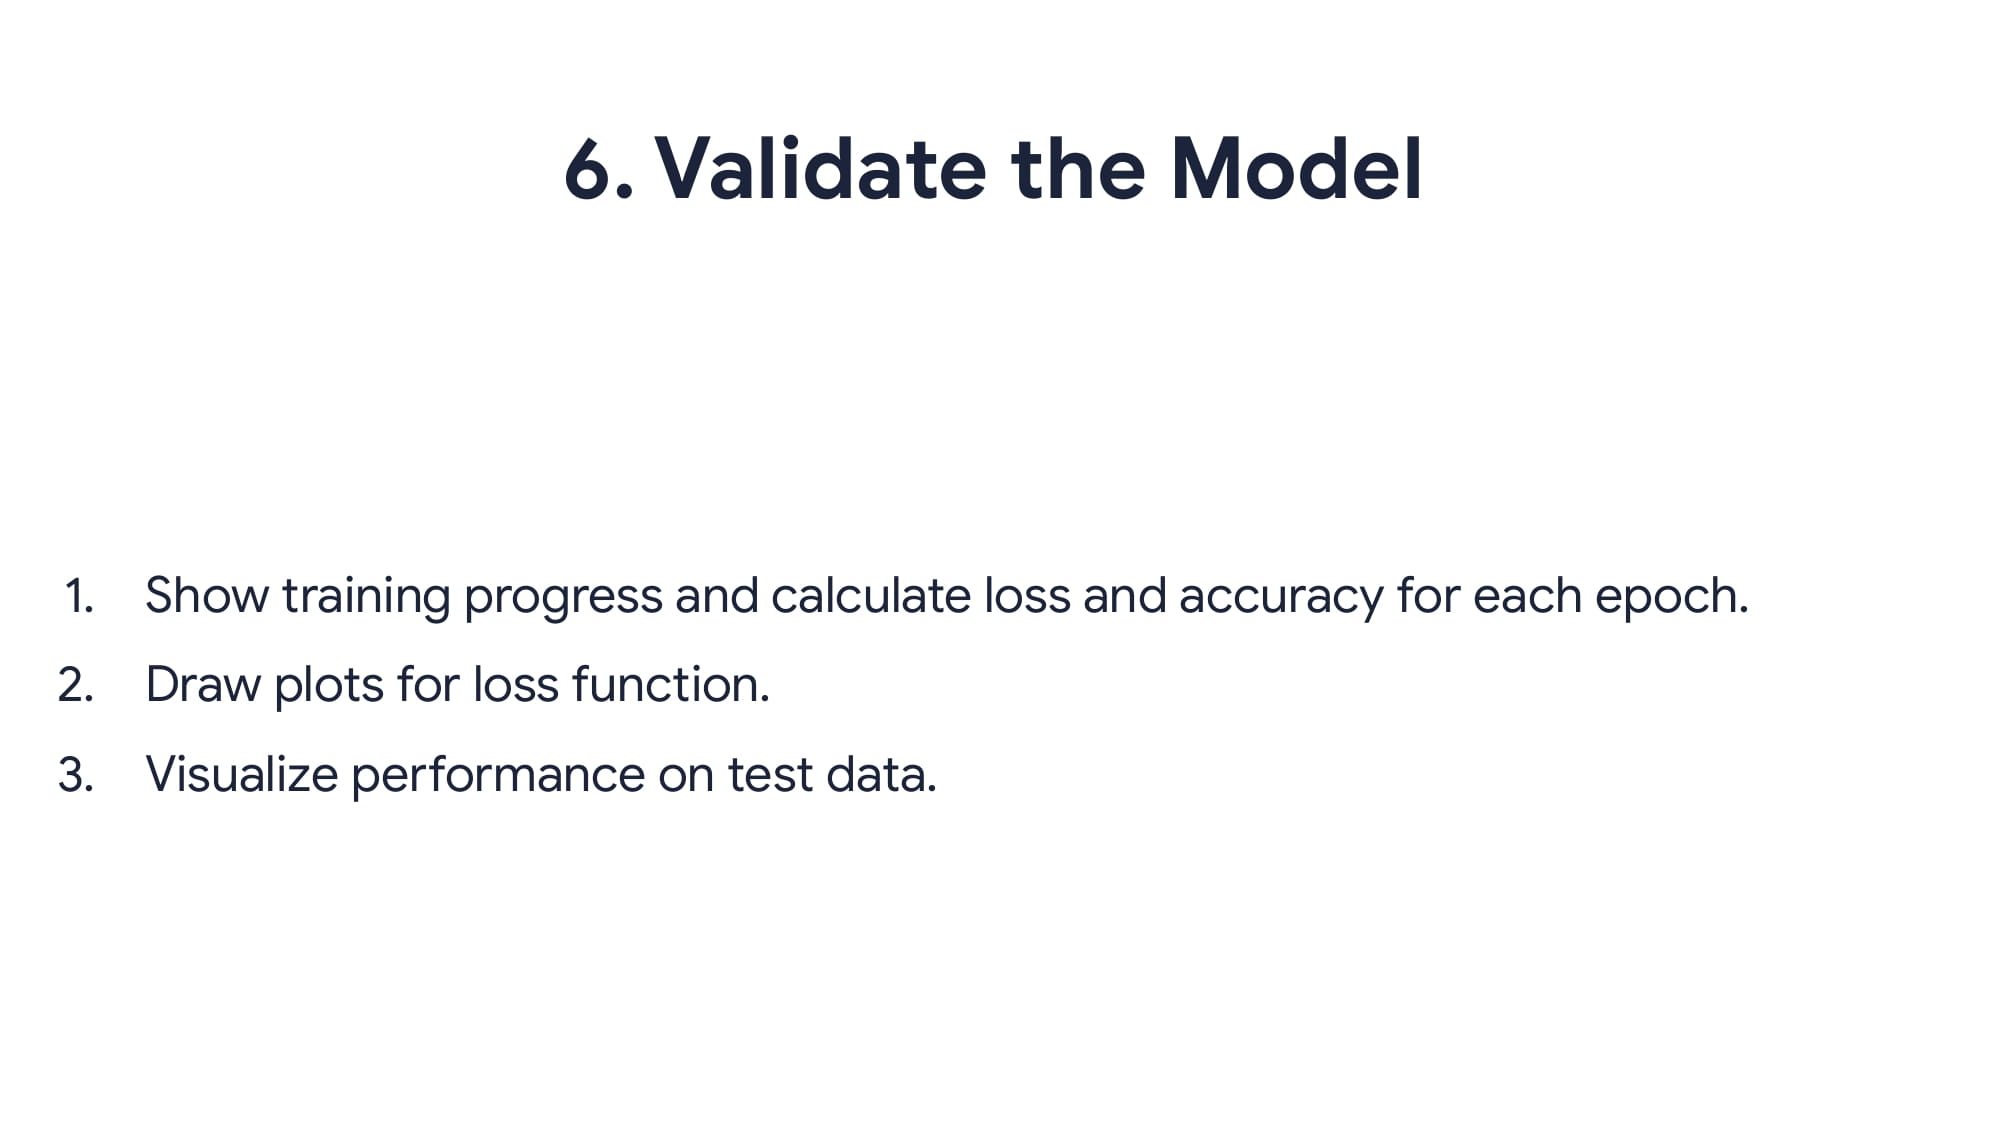 6. Validate the Model
1. Show training progress and calculate loss and accuracy for each epoch.
2. Draw plots for loss function.
3. Visualize performance on test data.